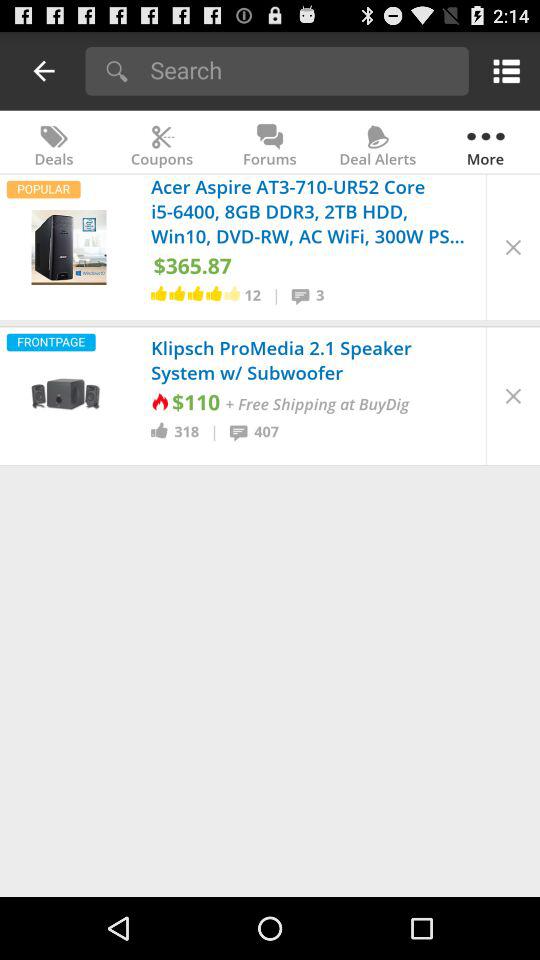 2:14
Search
Deals
Coupons
Forums
Deal Alerts
More
POPULAR
Acer Aspire AT3-710-UR52 Core
i5-6400, 8GB DDR3, 2TB HDD,
Win10, DVD-RW, AC WiFi, 300W PS...
$365.87
12 | 3
FRONTPAGE
Klipsch ProMedia 2.1 Speaker
System w/ Subwoofer
$110 + Free Shipping at BuyDig
318 | 407